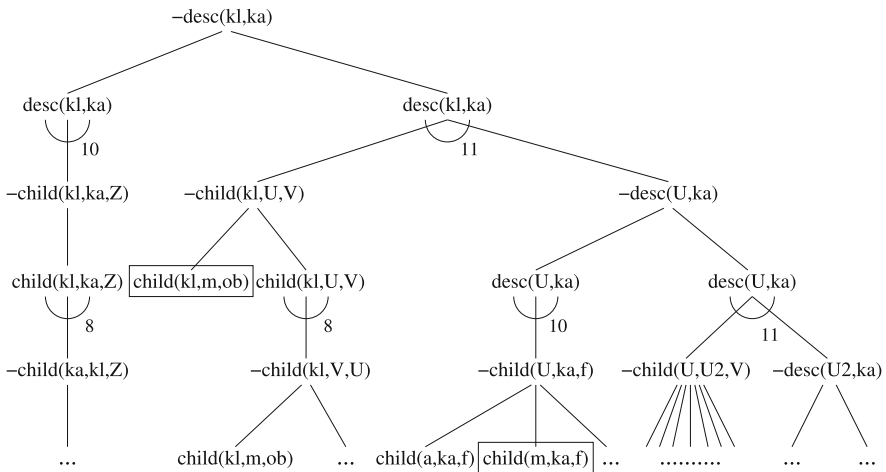 −desc(kl,ka)
desc(kl,ka) desc(kl,ka)
10 11
−child(kl,ka,Z) −child(kl,U,V) −desc(U,ka)
child(kl,ka,Z) child(kl,m,ob) child(kl,U,V) desc(U,ka) desc(U,ka)
8 8 10 11
−child(ka,kl,Z) −child(kl,V,U) −child(U,ka,f) −child(U,U2,V) −desc(U2,ka)
... child(kl,m,ob) ... child(a,ka,f) child(m,ka,f) ... .......... ... ...